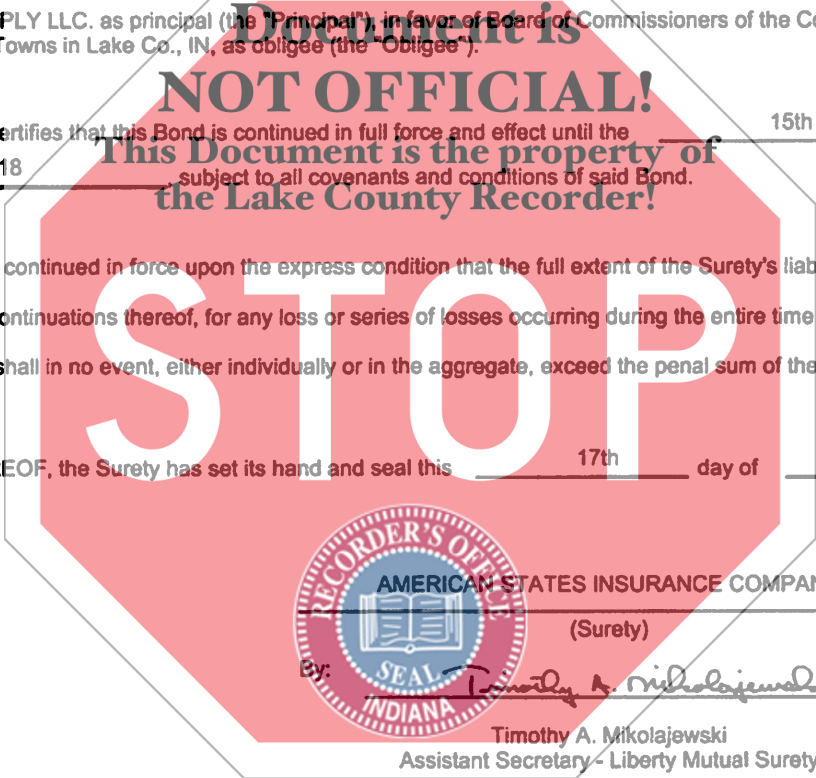 PLY LLC. as principal (the "Principal"), in favor of Board of Commissioners of the Co
Document is
Towns in Lake Co., IN, as obligee (the "Obligee").
NOT OFFICIAL!
ertifies that this Bond is continued in full force and effect until the 15th
This Document is the property of
18 , subject to all covenants and conditions of said Bond.
the Lake County Recorder!
continued in force upon the express condition that the full extent of the Surety's liab
STOP
ontinuations thereof, for any loss or series of losses occurring during the entire time
shall in no event, either individually or in the aggregate, exceed the penal sum of the
EOF, the Surety has set its hand and seal this 17th day of
RECORDER'S OFFICE
AMERICAN STATES INSURANCE COMPAN
(Surety)
By: Timothy A. Mikolajewski
SEAL
INDIANA
Timothy A. Mikolajewski
Assistant Secretary - Liberty Mutual Surety